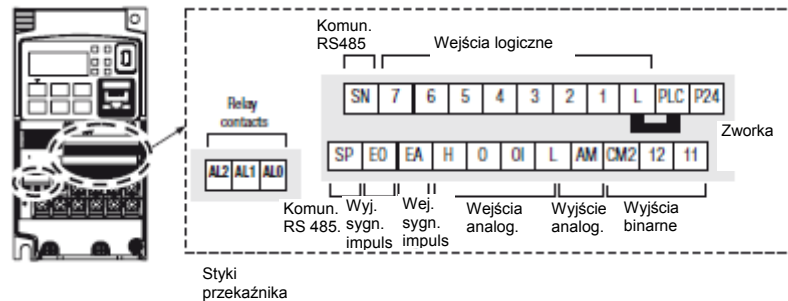 Komun.
RS485
Wejścia logiczne
SN 7 6 5 4 3 2 1 L PLC P24
Zworka
Relay
contacts
AL2 AL1 AL0
SP EO EA H O OI L AM CM2 12 11
Komun.
RS 485.
Wyj.
sygn.
impuls
Wej.
sygn.
impuls
Wejścia
analog.
Wyjście
analog.
Wyjścia
binarne
Styki
przekaźnika